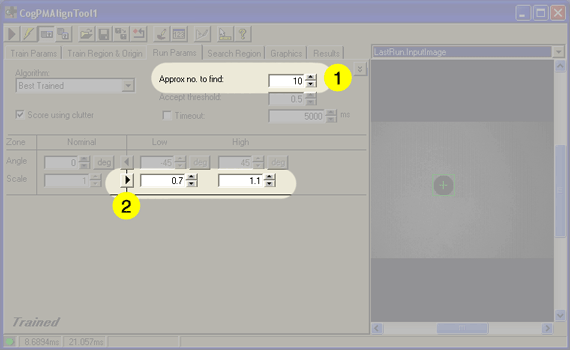 CogPMAlignTool1
Train Params Train Region & Origin Run Params Search Region Graphics Results
LastRun.InputImage
Algorithm:
Best Trained
Approx no. to find: 10 1
Accept threshold: 0.5
Score using clutter
Timeout: 5000 ms
Zone Nominal Low High
Angle 0 deg -45 deg 45 deg
Scale 1 0.7 1.1
2
Trained
8.6894ms 21.057ms